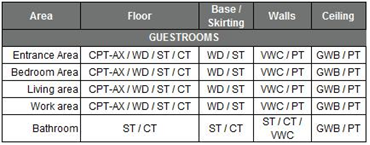 Area Floor Base / Skirting Walls Ceiling
GUESTROOMS
Entrance Area CPT-AX / WD / ST / CT WD / ST VWC / PT GWB / PT
Bedroom Area CPT-AX / WD / ST / CT WD / ST VWC / PT GWB / PT
Living area CPT-AX / WD / ST / CT WD / ST VWC / PT GWB / PT
Work area CPT-AX / WD / ST / CT WD / ST VWC / PT GWB / PT
Bathroom ST / CT ST / CT ST / CT / VWC GWB / PT